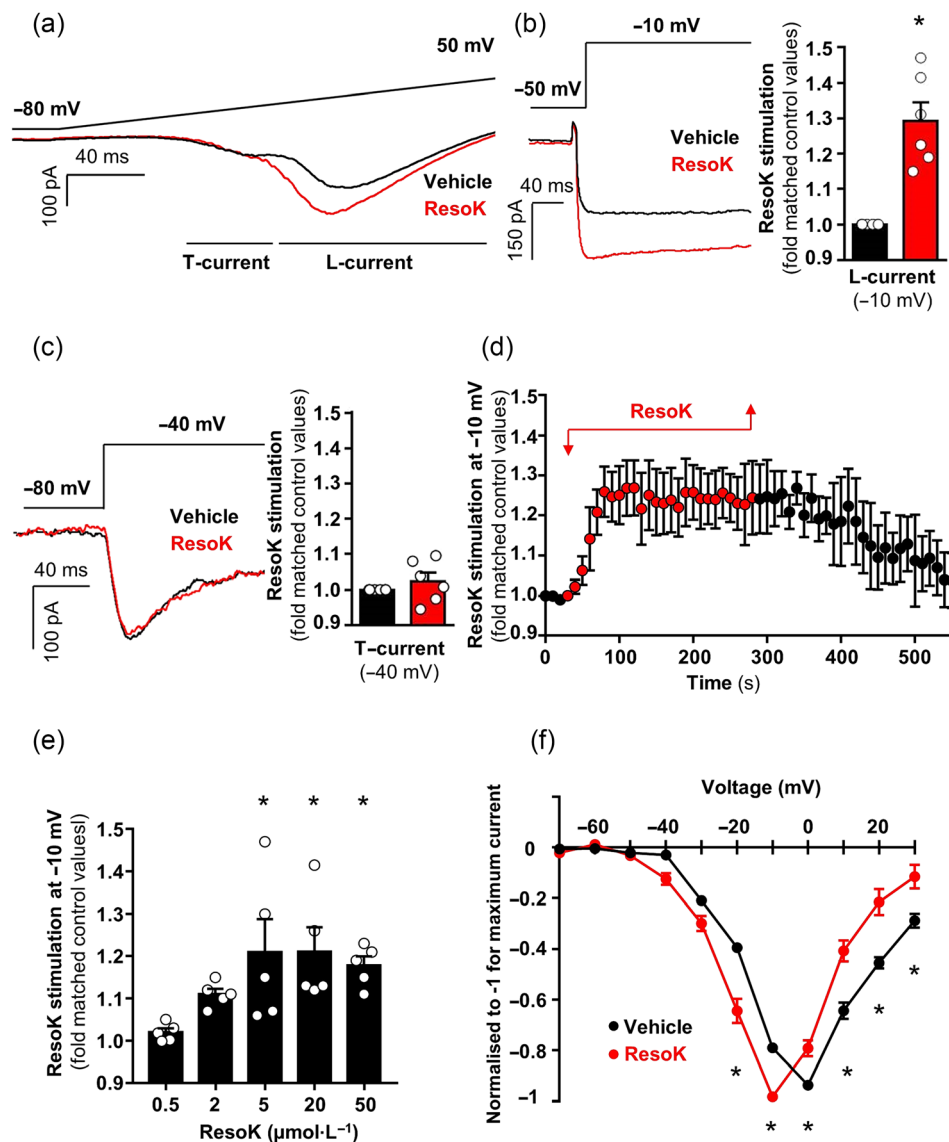 (a)
50 mV
–80 mV
40 ms
100 pA
Vehicle
ResoK
T-current
L-current
(b)
–10 mV
–50 mV
Vehicle
ResoK
40 ms
150 pA
ResoK stimulation
(fold matched control values)
1.5
1.4
1.3
1.2
1.1
1.0
0.9
*
L-current
(–10 mV)
(c)
–40 mV
–80 mV
Vehicle
ResoK
40 ms
100 pA
ResoK stimulation
(fold matched control values)
1.5
1.4
1.3
1.2
1.1
1.0
0.9
T-current
(–40 mV)
(d)
ResoK stimulation at –10 mV
(fold matched control values)
1.5
1.4
1.3
1.2
1.1
1.0
0.9
ResoK
0 100 200 300 400 500
Time (s)
(e)
ResoK stimulation at –10 mV
(fold matched control values!)
1.5
1.4
1.3
1.2
1.1
1.0
0.9
* * *
0.5 2 5 20 50
ResoK (µmol·L–1)
(f)
Voltage (mV)
–60 –40 –20 0 20
Normalised to -1 for maximum current
0
–0.2
–0.4
–0.6
–0.8
–1
Vehicle
ResoK
*
*
*
*
* *